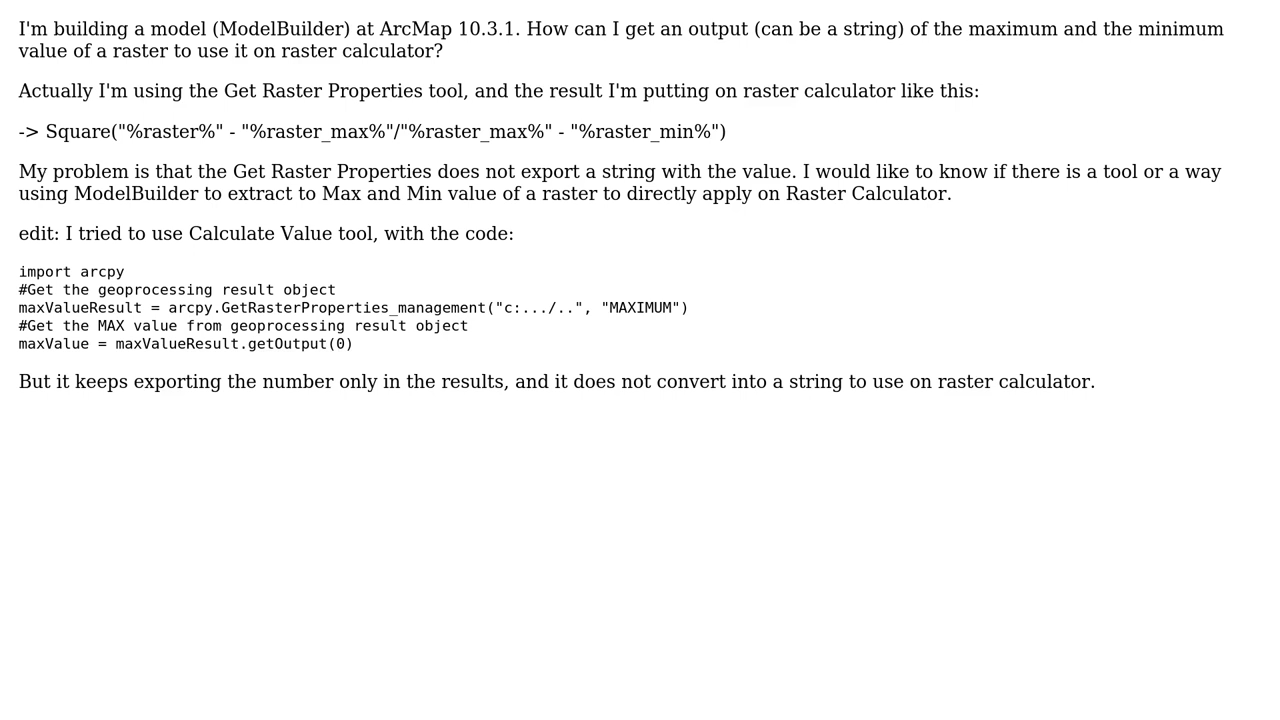 I'm building a model (ModelBuilder) at ArcMap 10.3.1. How can I get an output (can be a string) of the maximum and the minimum
value of a raster to use it on raster calculator?
Actually I'm using the Get Raster Properties tool, and the result I'm putting on raster calculator like this:
-> Square("%raster%" - "%raster_max%"/"%raster_max%" - "%raster_min%")
My problem is that the Get Raster Properties does not export a string with the value. I would like to know if there is a tool or a way
using ModelBuilder to extract to Max and Min value of a raster to directly apply on Raster Calculator.
edit: I tried to use Calculate Value tool, with the code:
import arcpy
#Get the geoprocessing result object
maxValueResult = arcpy.GetRasterProperties_management("c:.../..", "MAXIMUM")
#Get the MAX value from geoprocessing result object
maxValue = maxValueResult.getOutput(0)
But it keeps exporting the number only in the results, and it does not convert into a string to use on raster calculator.